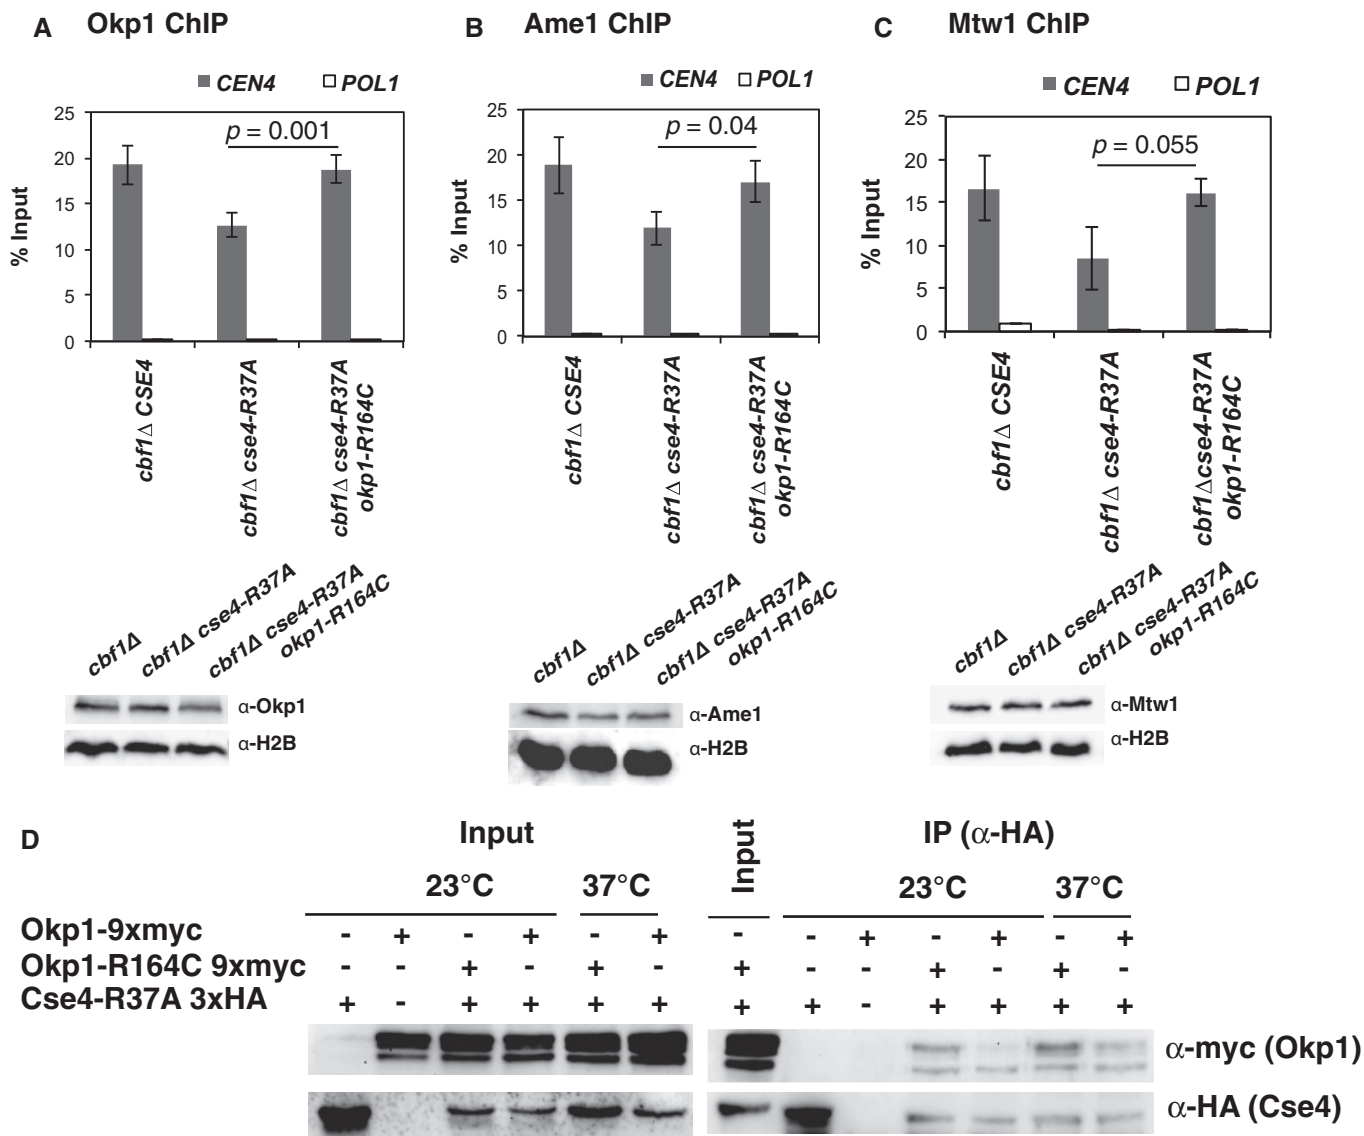 A Okp1 ChIP
CEN4 POL1
% Input
25
20
15
10
5
0
p = 0.001
cbf1Δ CSE4
cbf1Δ cse4-R37A
cbf1Δ cse4-R37A
okp1-R164C
cbf1Δ
cbf1Δ cse4-R37A
cbf1Δ cse4-R37A
okp1-R164C
α-Okp1
α-H2B
B Ame1 ChIP
CEN4 POL1
% Input
25
20
15
10
5
0
p = 0.04
cbf1Δ CSE4
cbf1Δ cse4-R37A
cbf1Δ cse4-R37A
okp1-R164C
cbf1Δ
cbf1Δ cse4-R37A
cbf1Δ cse4-R37A
okp1-R164C
α-Ame1
α-H2B
C Mtw1 ChIP
CEN4 POL1
% Input
25
20
15
10
5
0
p = 0.055
cbf1Δ CSE4
cbf1Δ cse4-R37A
cbf1Δcse4-R37A
okp1-R164C
cbf1Δ
cbf1Δ cse4-R37A
cbf1Δ cse4-R37A
okp1-R164C
α-Mtw1
α-H2B
D Input Input IP (α-HA)
23°C 37°C 23°C 37°C
Okp1-9xmyc - + - + - + - - + - + - +
Okp1-R164C 9xmyc - - + - + - + - - + - + -
Cse4-R37A 3xHA + - + + + + + + - + + + +
α-myc (Okp1)
α-HA (Cse4)